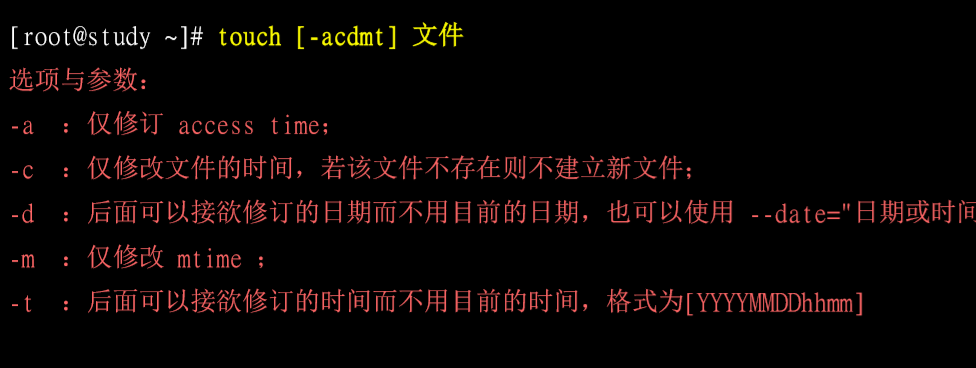 [root@study ~]# touch [-acdmt] 文件
选项与参数：
-a ：仅修订 access time；
-c ：仅修改文件的时间，若该文件不存在则不建立新文件；
-d ：后面可以接欲修订的日期而不用目前的日期，也可以使用 --date="日期或时间
-m ：仅修改 mtime ；
-t ：后面可以接欲修订的时间而不用目前的时间，格式为[YYYYMMDDhhmm]